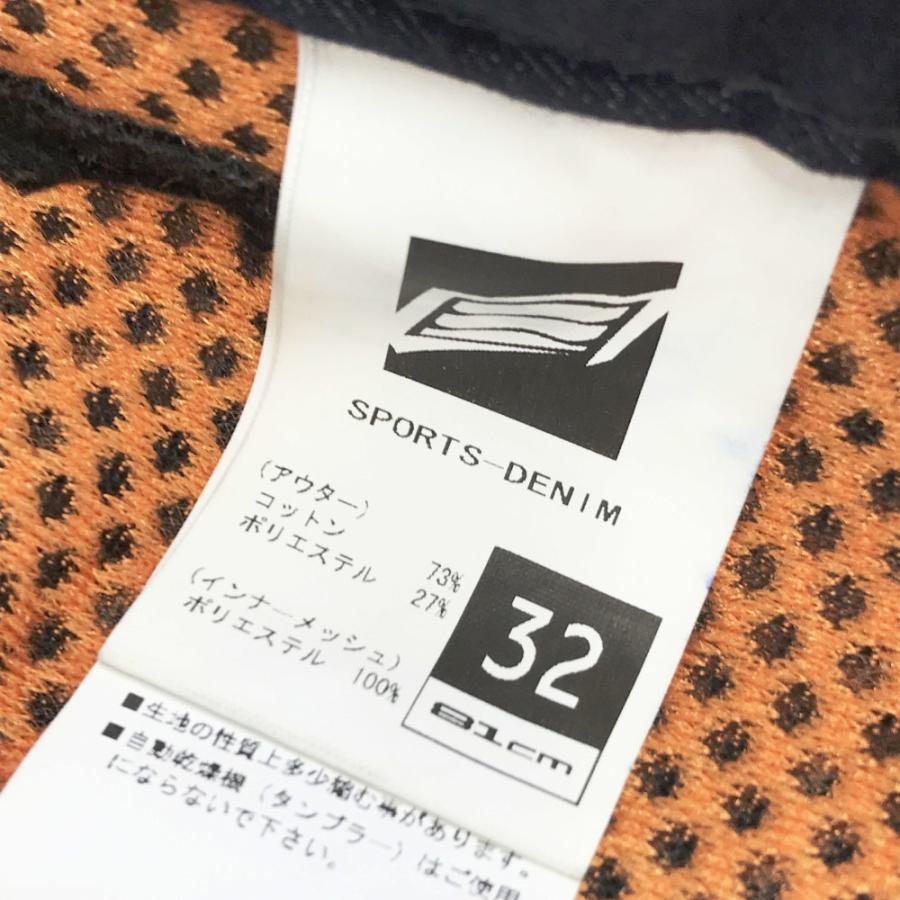 SPORTS-DENIM
(アウター)
コットン 73%
ポリエステル 27%
(インナーメッシュ)
ポリエステル 100%
32
81cm
■生地の性質上多少縮む事があります。
■自動乾燥機(タンブラー)はご使用
にならないで下さい。